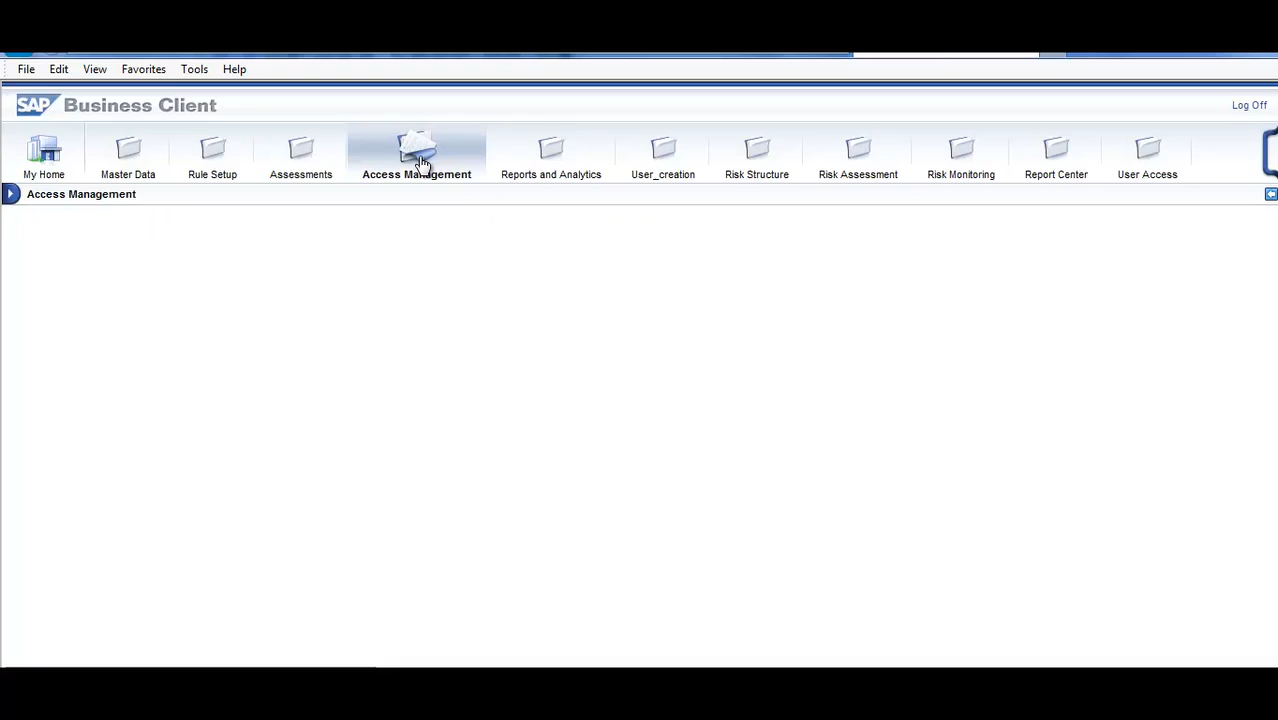 File Edit View Favorites Tools Help
SAP Business Client Log Off
My Home Master Data Rule Setup Assessments Access Management Reports and Analytics User_creation Risk Structure Risk Assessment Risk Monitoring Report Center User Access
Access Management